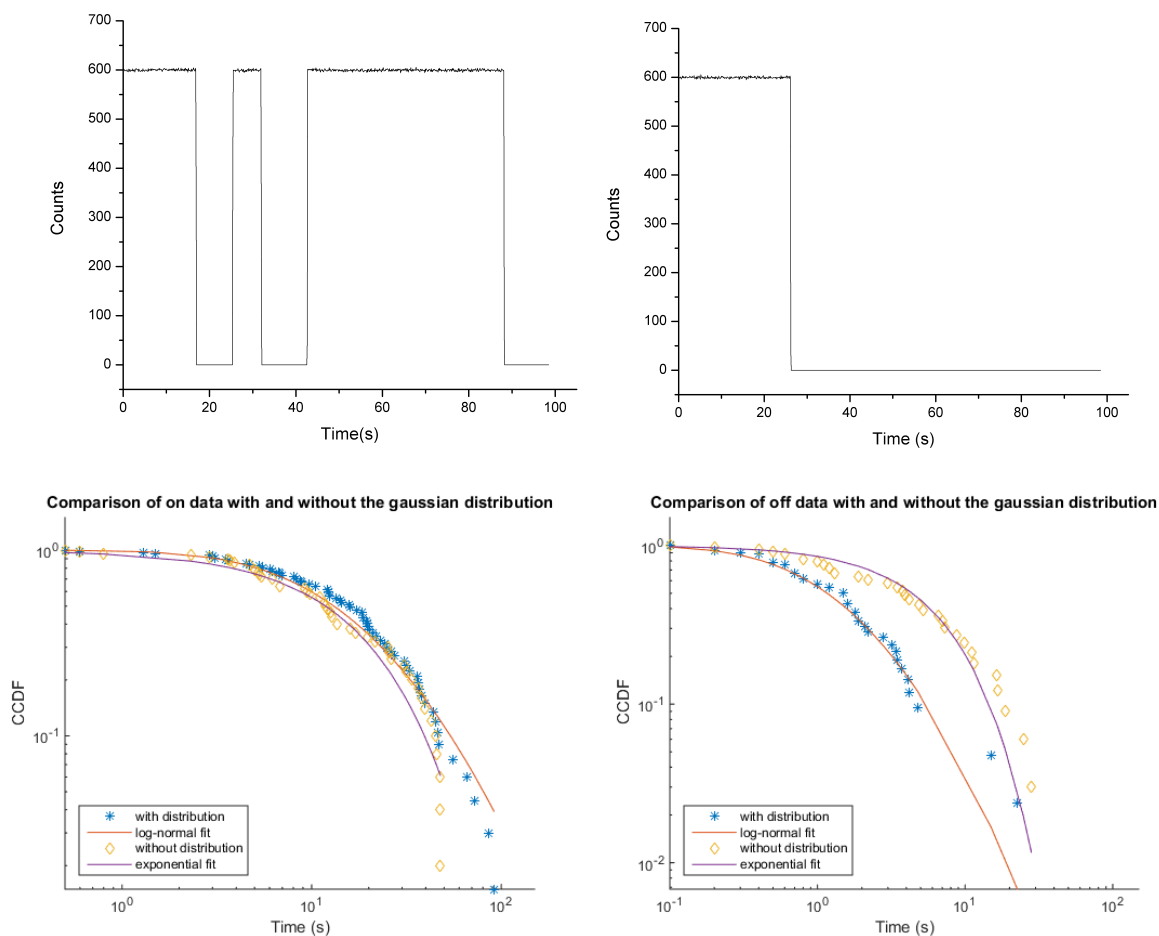 700
600
500
400
300
200
100
0
Counts
0 20 40 60 80 100
Time(s)
700
600
500
400
300
200
100
0
Counts
0 20 40 60 80 100
Time (s)
Comparison of on data with and without the gaussian distribution
10^0
10^-1
CCDF
with distribution
log-normal fit
without distribution
exponential fit
10^0 10^1 10^2
Time (s)
Comparison of off data with and without the gaussian distribution
10^0
10^-1
10^-2
CCDF
with distribution
log-normal fit
without distribution
exponential fit
10^-1 10^0 10^1 10^2
Time (s)